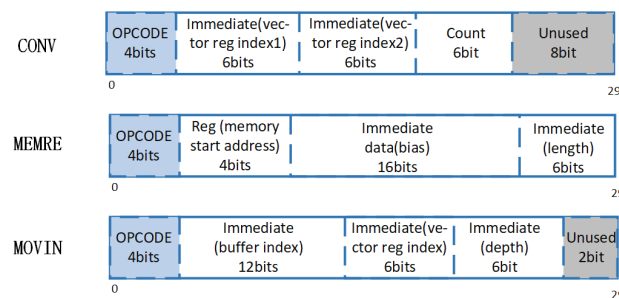 CONV
OPCODE
4bits
Immediate(vec-
tor reg index1)
6bits
Immediate(vec-
tor reg index2)
6bits
Count
6bit
Unused
8bit
0
29
MEMRE
OPCODE
4bits
Reg (memory
start address)
4bits
Immediate
data(bias)
16bits
Immediate
(length)
6bits
0
29
MOVIN
OPCODE
4bits
Immediate
(buffer index)
12bits
Immediate(ve-
ctor reg index)
6bits
Immediate
(depth)
6bit
Unused
2bit
0
29